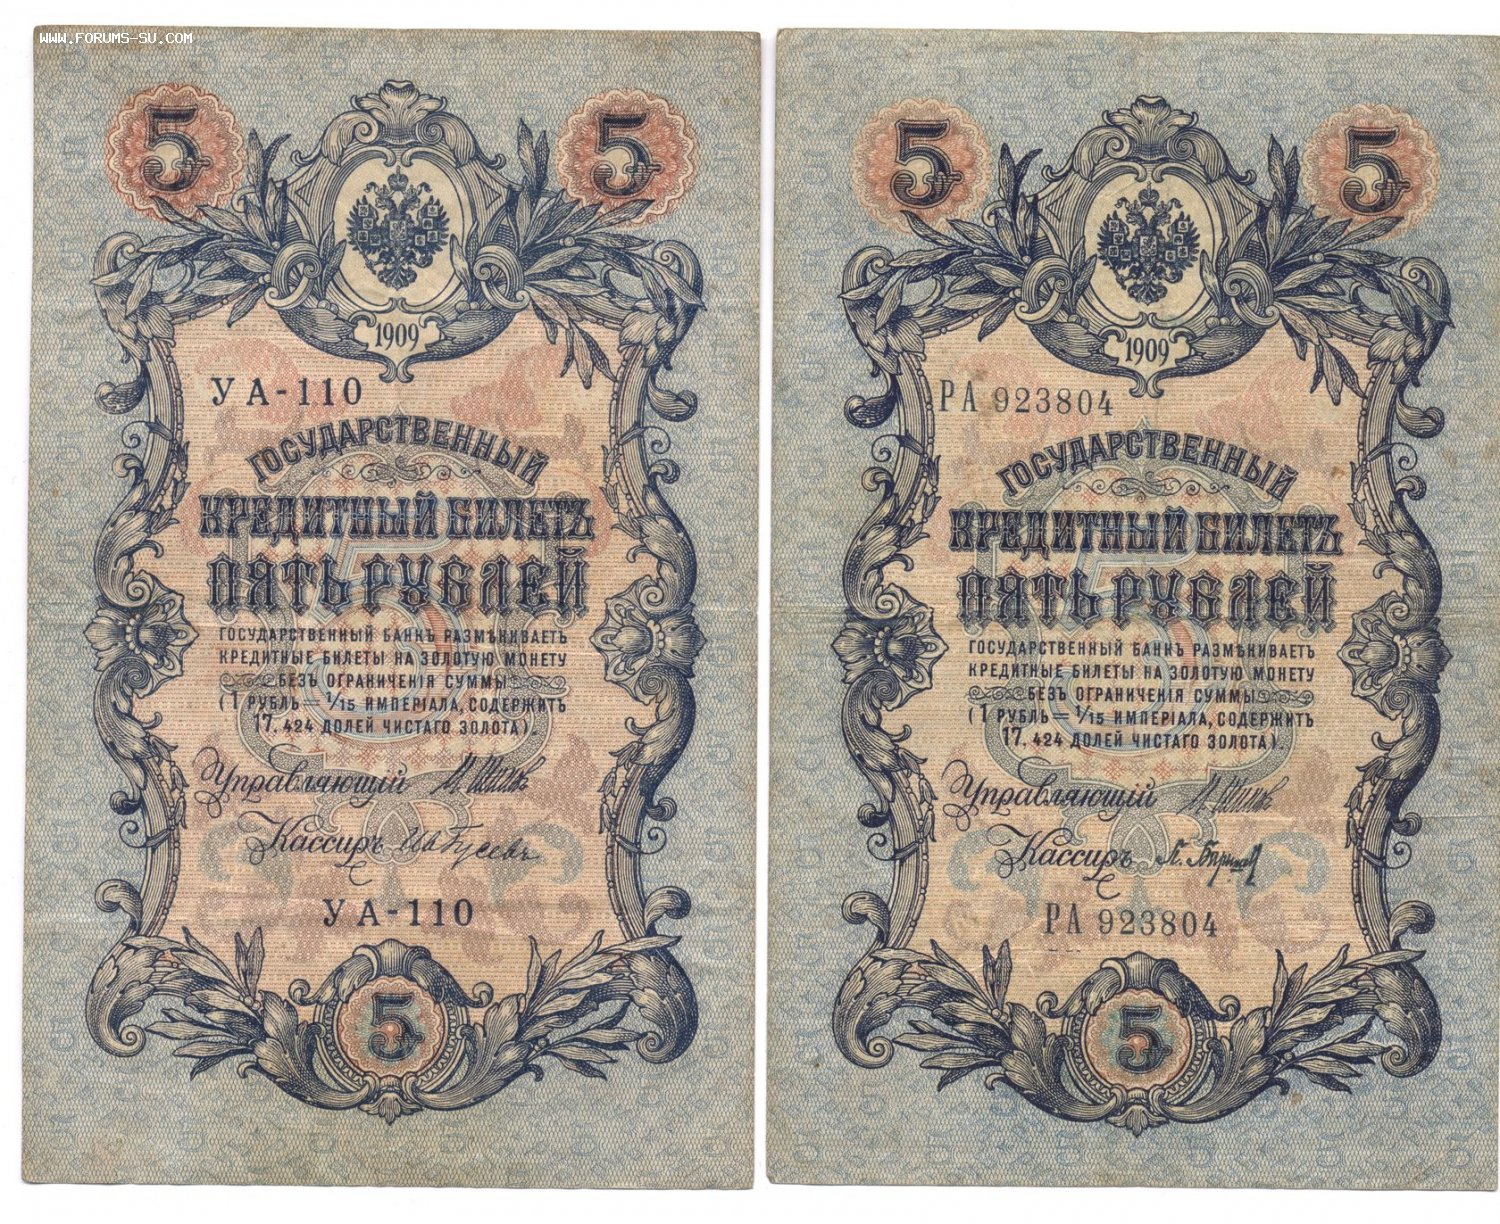 WWW.FORUMS-SU.COM
5 5
1909
УА-110
ГОСУДАРСТВЕННЫЙ
КРЕДИТНЫЙ БИЛЕТЪ
ПЯТЬ РУБЛЕЙ
ГОСУДАРСТВЕННЫЙ БАНКЪ РАЗМѢНИВАЕТЪ
КРЕДИТНЫЕ БИЛЕТЫ НА ЗОЛОТУЮ МОНЕТУ
БЕЗЪ ОГРАНИЧЕНІЯ СУММЫ
(1 РУБЛЬ = 1/15 ИМПЕРІАЛА, СОДЕРЖИТЪ
17,424 ДОЛЕЙ ЧИСТАГО ЗОЛОТА).
Управляющій
Кассиръ
УА-110
5
5 5
1909
РА 923804
ГОСУДАРСТВЕННЫЙ
КРЕДИТНЫЙ БИЛЕТЪ
ПЯТЬ РУБЛЕЙ
ГОСУДАРСТВЕННЫЙ БАНКЪ РАЗМѢНИВАЕТЪ
КРЕДИТНЫЕ БИЛЕТЫ НА ЗОЛОТУЮ МОНЕТУ
БЕЗЪ ОГРАНИЧЕНІЯ СУММЫ
(1 РУБЛЬ = 1/15 ИМПЕРІАЛА, СОДЕРЖИТЪ
17,424 ДОЛЕЙ ЧИСТАГО ЗОЛОТА).
Управляющій
Кассиръ
РА 923804
5